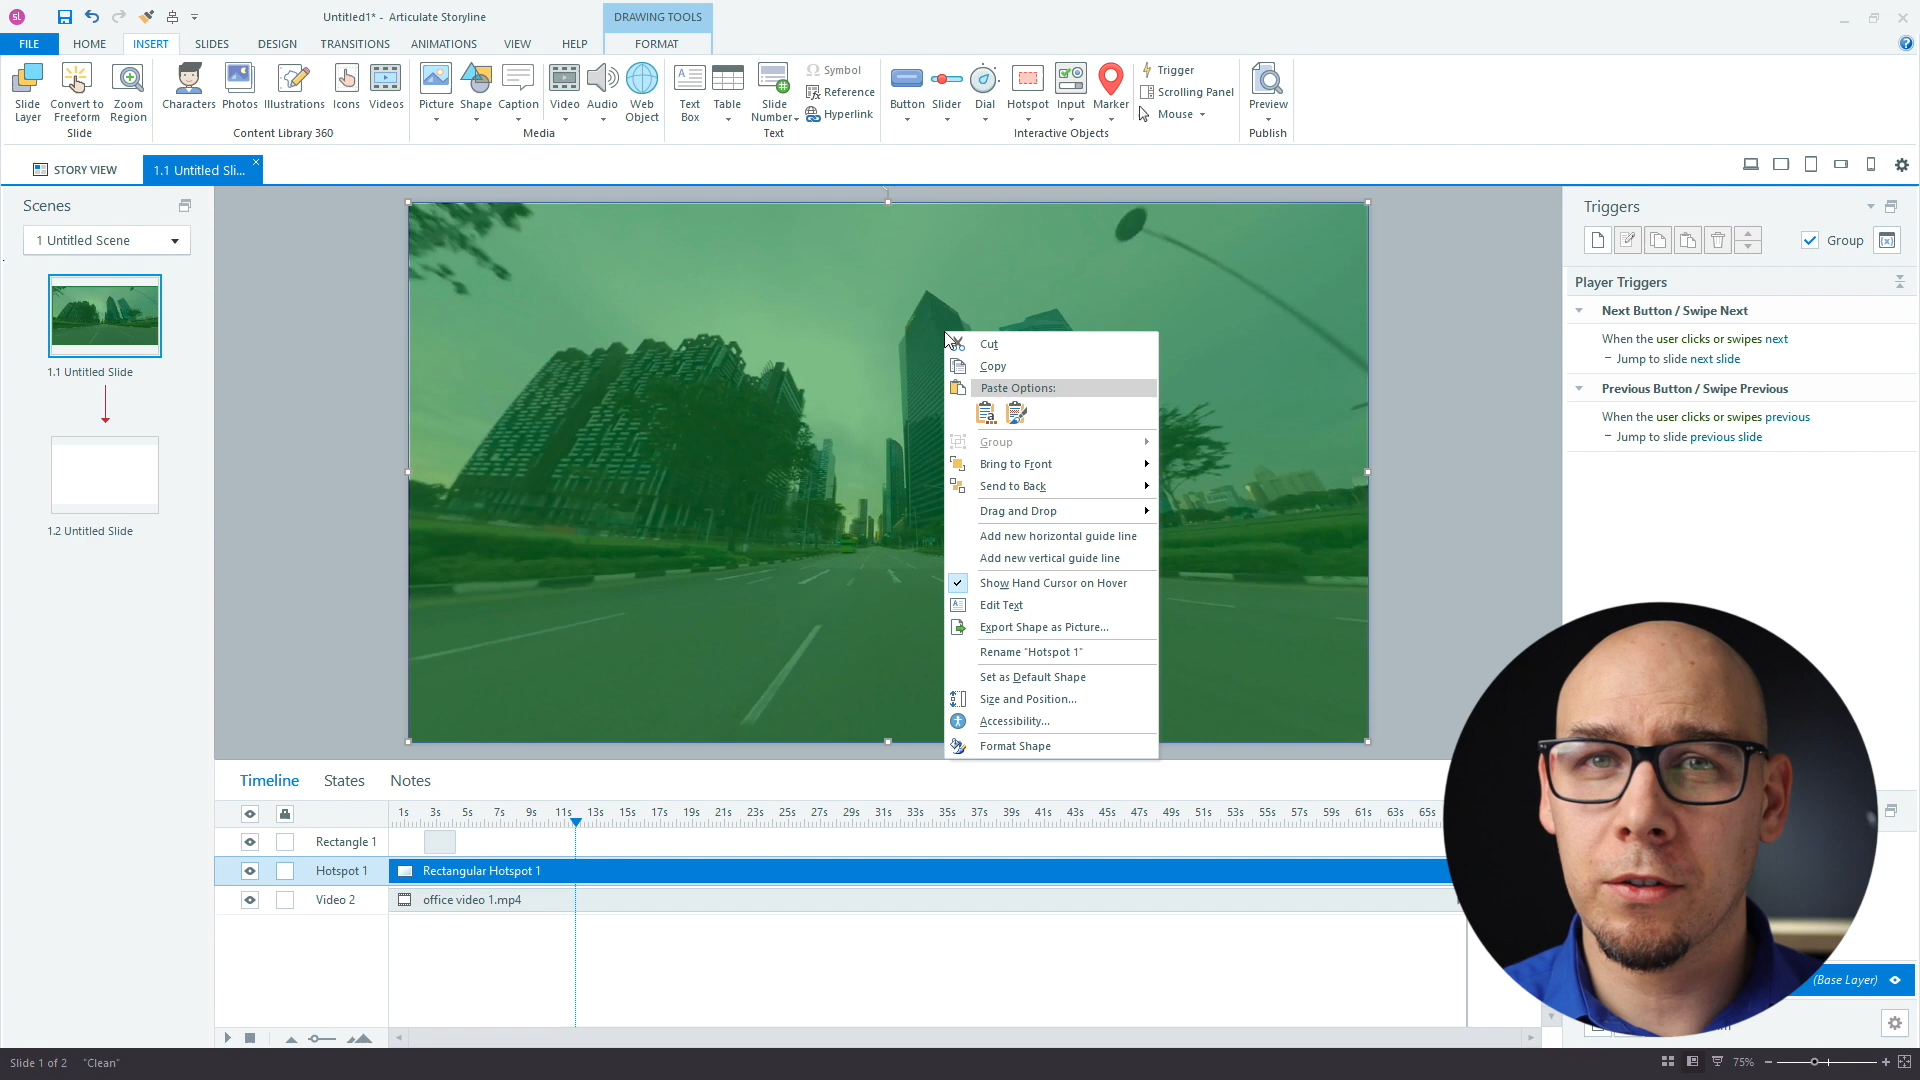 sl
Untitled1* - Articulate Storyline
DRAWING TOOLS
FILE
HOME
INSERT
SLIDES
DESIGN
TRANSITIONS
ANIMATIONS
VIEW
HELP
FORMAT
Slide Layer
Convert to Freeform
Zoom Region
Slide
Characters
Photos
Illustrations
Icons
Videos
Content Library 360
Picture
Shape
Caption
Video
Audio
Web Object
Media
Text Box
Table
Slide Number
Symbol
Reference
Hyperlink
Text
Button
Slider
Dial
Hotspot
Input
Marker
Trigger
Scrolling Panel
Mouse
Interactive Objects
Preview
Publish
STORY VIEW
1.1 Untitled Sli...
Scenes
1 Untitled Scene
1.1 Untitled Slide
1.2 Untitled Slide
Cut
Copy
Paste Options:
Group
Bring to Front
Send to Back
Drag and Drop
Add new horizontal guide line
Add new vertical guide line
Show Hand Cursor on Hover
Edit Text
Export Shape as Picture...
Rename "Hotspot 1"
Set as Default Shape
Size and Position...
Accessibility...
Format Shape
Triggers
Group
Player Triggers
Next Button / Swipe Next
When the user clicks or swipes next
- Jump to slide next slide
Previous Button / Swipe Previous
When the user clicks or swipes previous
- Jump to slide previous slide
Timeline
States
Notes
1s 3s 5s 7s 9s 11s 13s 15s 17s 19s 21s 23s 25s 27s 29s 31s 33s 35s 37s 39s 41s 43s 45s 47s 49s 51s 53s 55s 57s 59s 61s 63s 65s
Rectangle 1
Hotspot 1
Rectangular Hotspot 1
Video 2
office video 1.mp4
(Base Layer)
Slide 1 of 2
"Clean"
75%